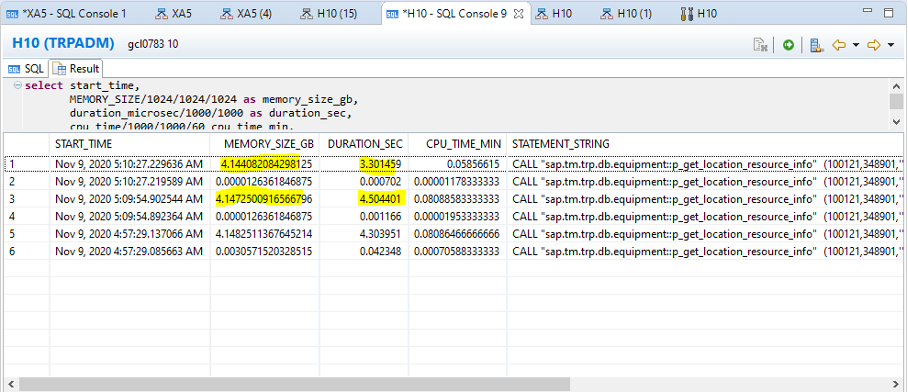 *XA5 - SQL Console 1 XA5 XA5 (4) H10 (15) *H10 - SQL Console 9 H10 H10 (1) H10
H10 (TRPADM) gcl0783 10
SQL Result
select start_time,
MEMORY_SIZE/1024/1024/1024 as memory_size_gb,
duration_microsec/1000/1000 as duration_sec,
cpu_time/1000/1000/60 cpu_time_min,
START_TIME MEMORY_SIZE_GB DURATION_SEC CPU_TIME_MIN STATEMENT_STRING
1 Nov 9, 2020 5:10:27.229636 AM 4.144082084298125 3.301459 0.05856615 CALL "sap.tm.trp.db.equipment::p_get_location_resource_info" (100121,348901,"
2 Nov 9, 2020 5:10:27.219589 AM 0.0000126361846875 0.000702 0.00001178333333 CALL "sap.tm.trp.db.equipment::p_get_location_resource_info" (100121,348901,"
3 Nov 9, 2020 5:09:54.902544 AM 4.1472500916566796 4.504401 0.08088583333333 CALL "sap.tm.trp.db.equipment::p_get_location_resource_info" (100121,348901,"
4 Nov 9, 2020 5:09:54.892364 AM 0.0000126361846875 0.001166 0.00001953333333 CALL "sap.tm.trp.db.equipment::p_get_location_resource_info" (100121,348901,"
5 Nov 9, 2020 4:57:29.137066 AM 4.1482511367645214 4.303951 0.08086466666666 CALL "sap.tm.trp.db.equipment::p_get_location_resource_info" (100121,348901,"
6 Nov 9, 2020 4:57:29.085663 AM 0.0030571520328515 0.042348 0.00070588333333 CALL "sap.tm.trp.db.equipment::p_get_location_resource_info" (100121,348901,"